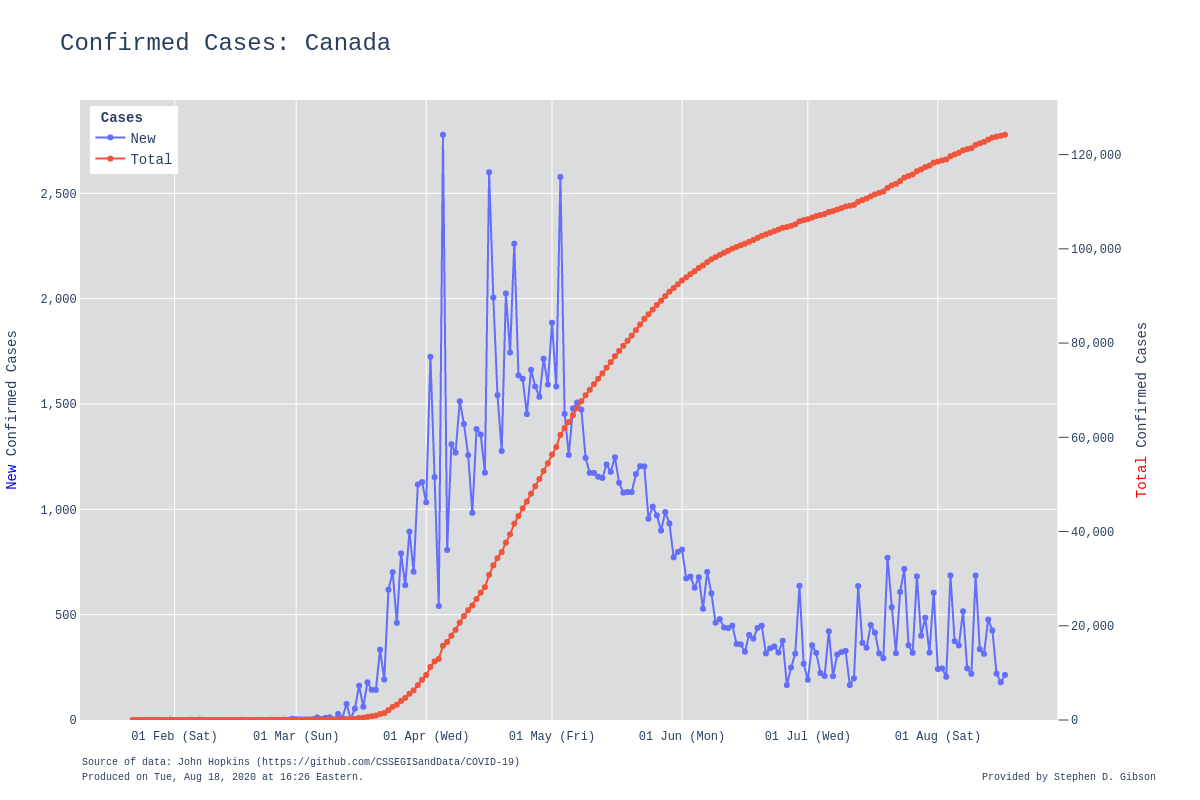 Confirmed Cases: Canada
Cases
New
Total
2,500
2,000
1,500
1,000
500
0
120,000
100,000
80,000
60,000
40,000
20,000
0
New Confirmed Cases
Total Confirmed Cases
01 Feb (Sat)
01 Mar (Sun)
01 Apr (Wed)
01 May (Fri)
01 Jun (Mon)
01 Jul (Wed)
01 Aug (Sat)
Source of data: John Hopkins (https://github.com/CSSEGISandData/COVID-19)
Produced on Tue, Aug 18, 2020 at 16:26 Eastern.
Provided by Stephen D. Gibson